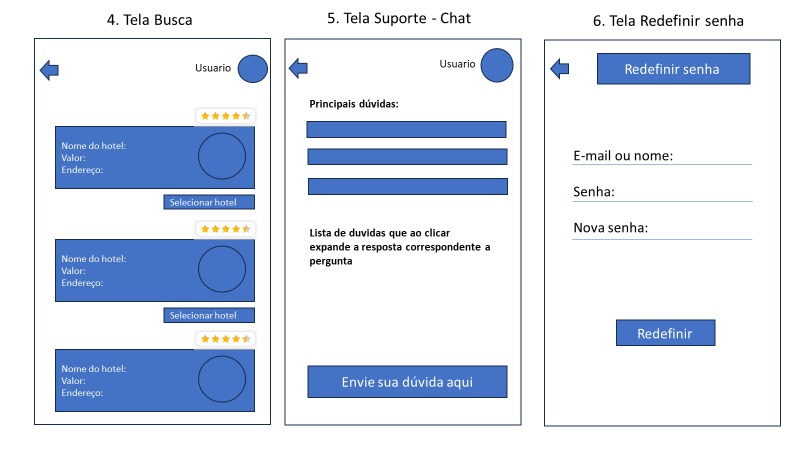 4. Tela Busca
Usuario
Nome do hotel:
Valor:
Endereço:
Selecionar hotel
Nome do hotel:
Valor:
Endereço:
Selecionar hotel
Nome do hotel:
Valor:
Endereço:
5. Tela Suporte - Chat
Usuario
Principais dúvidas:
Lista de duvidas que ao clicar
expande a resposta correspondente a
pergunta
Envie sua dúvida aqui
6. Tela Redefinir senha
Redefinir senha
E-mail ou nome:
Senha:
Nova senha:
Redefinir